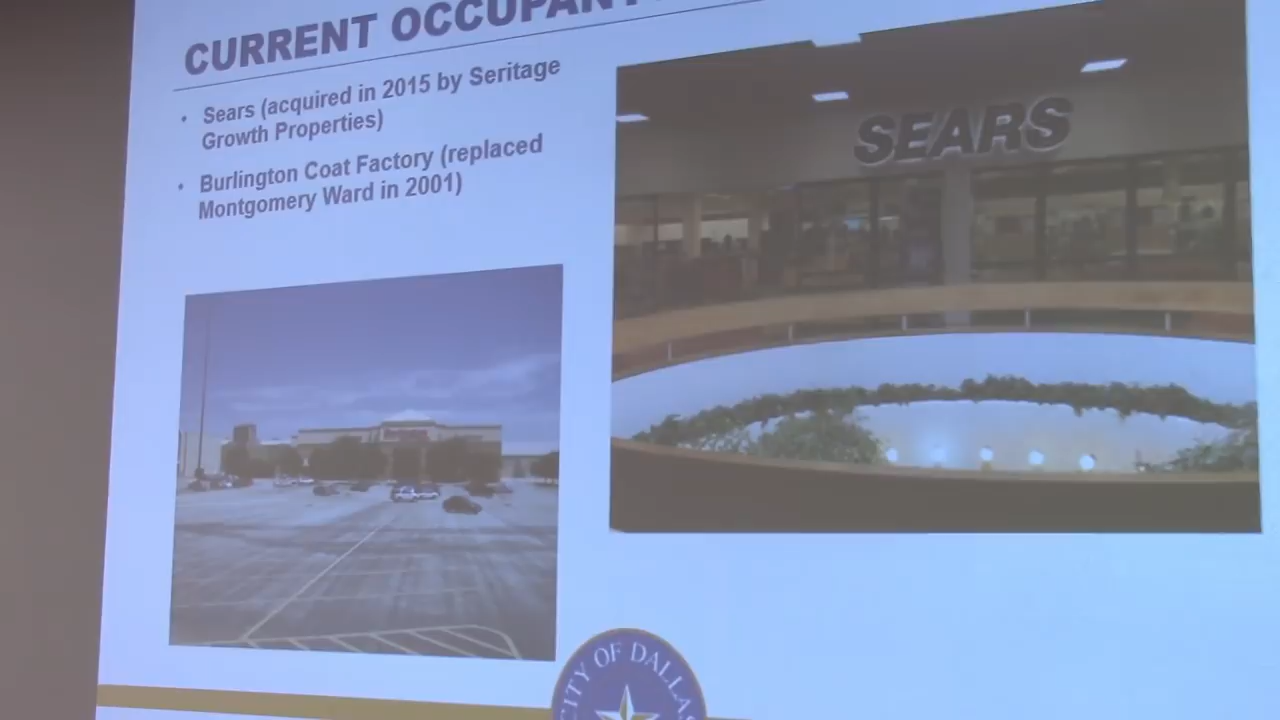 CURRENT OCCUPAN
• Sears (acquired in 2015 by Seritage
Growth Properties)
• Burlington Coat Factory (replaced
Montgomery Ward in 2001)
SEARS
CITY OF DALLAS